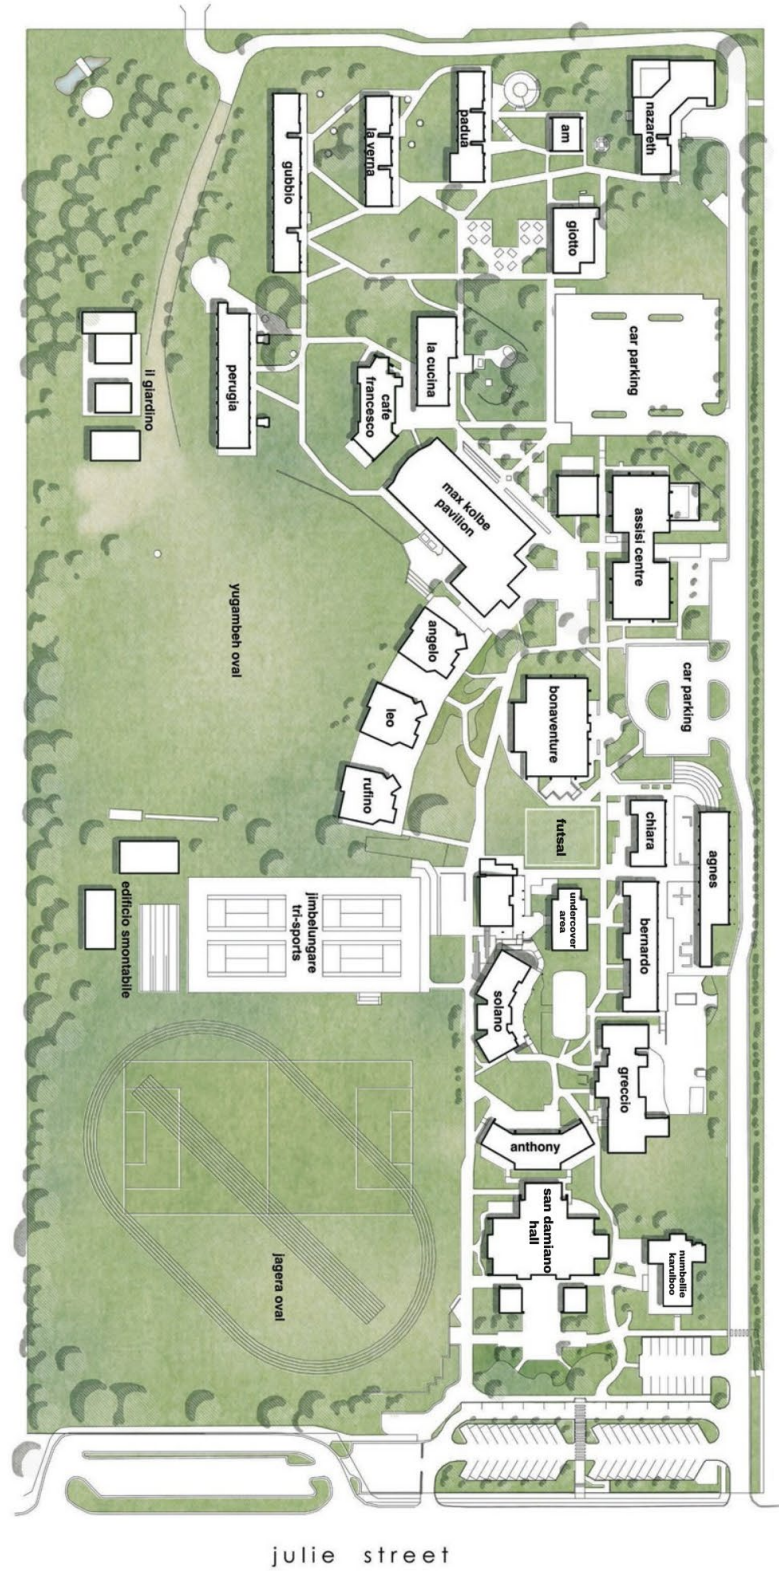 nazareth
am
padua
la verna
gubbio
giotto
car parking
la cucina
perugia
cafe
francesco
il giardino
max kolbe
pavilion
assisi centre
yugambeh oval
angelo
car parking
leo
bonaventure
rufino
futsal
chiara
agnes
undercover
area
bernardo
edificio smontabile
jimbelungare
tri-sports
solano
greccio
anthony
san damiano
hall
numbellie
karulboo
jagera oval
julie street